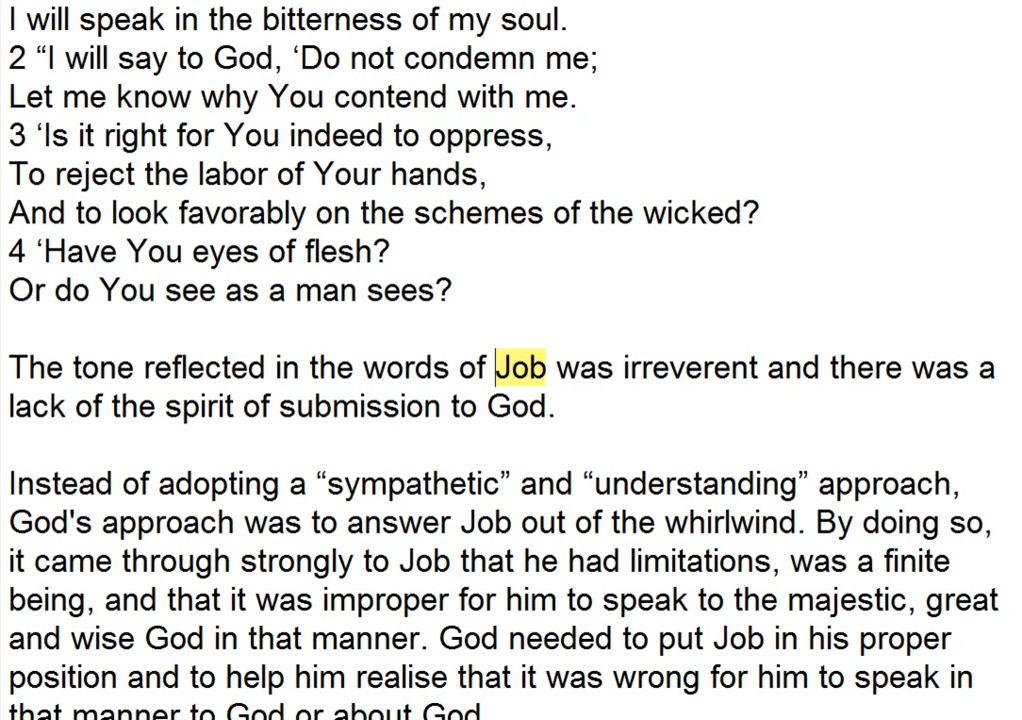 I will speak in the bitterness of my soul.
2 “I will say to God, ‘Do not condemn me;
Let me know why You contend with me.
3 ‘Is it right for You indeed to oppress,
To reject the labor of Your hands,
And to look favorably on the schemes of the wicked?
4 ‘Have You eyes of flesh?
Or do You see as a man sees?
The tone reflected in the words of Job was irreverent and there was a
lack of the spirit of submission to God.
Instead of adopting a “sympathetic” and “understanding” approach,
God's approach was to answer Job out of the whirlwind. By doing so,
it came through strongly to Job that he had limitations, was a finite
being, and that it was improper for him to speak to the majestic, great
and wise God in that manner. God needed to put Job in his proper
position and to help him realise that it was wrong for him to speak in
that manner to God or about God